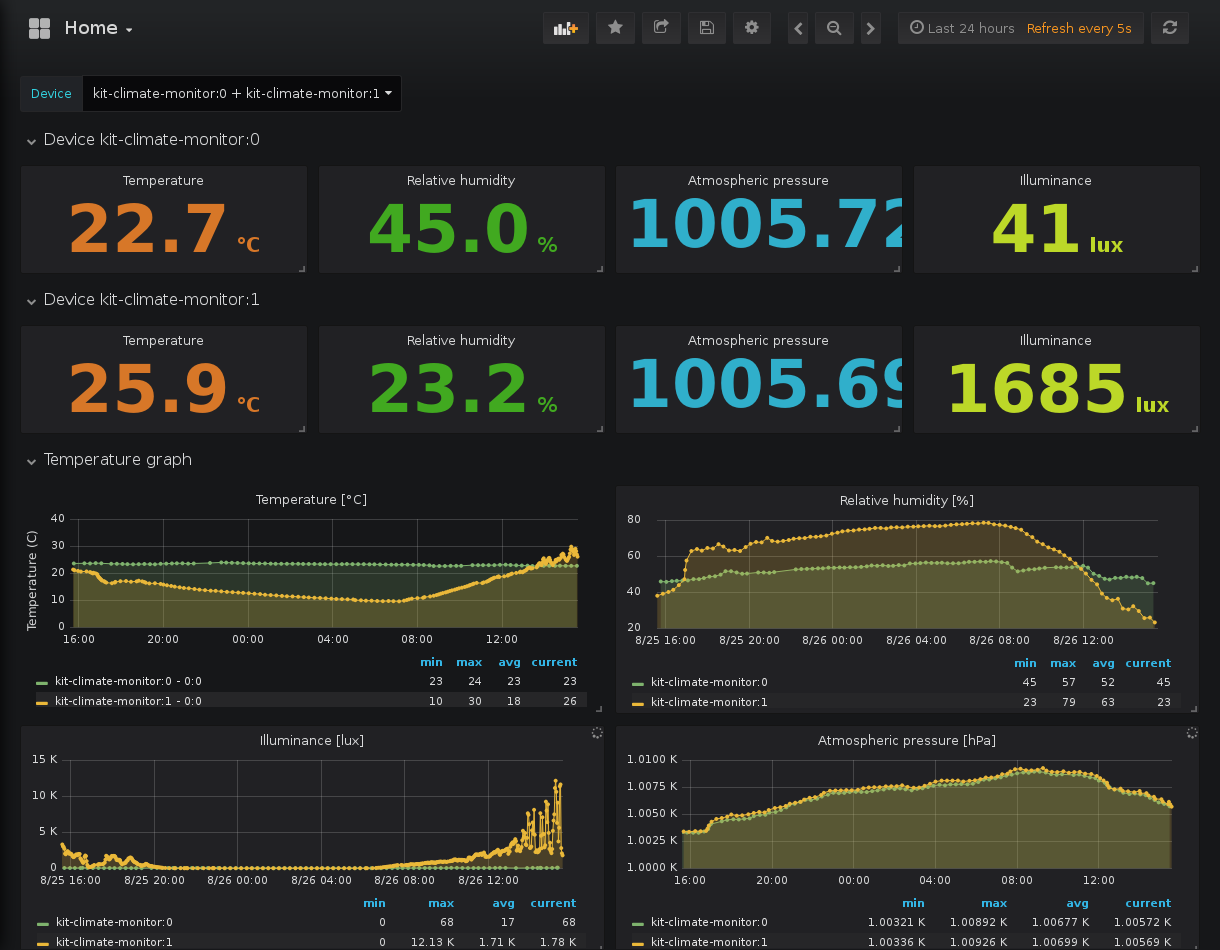 Home
Last 24 hours Refresh every 5s
Device kit-climate-monitor:0 + kit-climate-monitor:1
Device kit-climate-monitor:0
Temperature
22.7 °C
Relative humidity
45.0 %
Atmospheric pressure
1005.72
Illuminance
41 lux
Device kit-climate-monitor:1
Temperature
25.9 °C
Relative humidity
23.2 %
Atmospheric pressure
1005.69
Illuminance
1685 lux
Temperature graph
Temperature [°C]
Temperature (C)
40
30
20
10
0
16:00 20:00 00:00 04:00 08:00 12:00
min max avg current
kit-climate-monitor:0 - 0:0 23 24 23 23
kit-climate-monitor:1 - 0:0 10 30 18 26
Relative humidity [%]
80
60
40
20
8/25 16:00 8/25 20:00 8/26 00:00 8/26 04:00 8/26 08:00 8/26 12:00
min max avg current
kit-climate-monitor:0 45 57 52 45
kit-climate-monitor:1 23 79 63 23
Illuminance [lux]
15 K
10 K
5 K
0
8/25 16:00 8/25 20:00 8/26 00:00 8/26 04:00 8/26 08:00 8/26 12:00
min max avg current
kit-climate-monitor:0 0 68 17 68
kit-climate-monitor:1 0 12.13 K 1.71 K 1.78 K
Atmospheric pressure [hPa]
1.0100 K
1.0075 K
1.0050 K
1.0025 K
1.0000 K
16:00 20:00 00:00 04:00 08:00 12:00
min max avg current
kit-climate-monitor:0 1.00321 K 1.00892 K 1.00677 K 1.00572 K
kit-climate-monitor:1 1.00336 K 1.00926 K 1.00699 K 1.00569 K